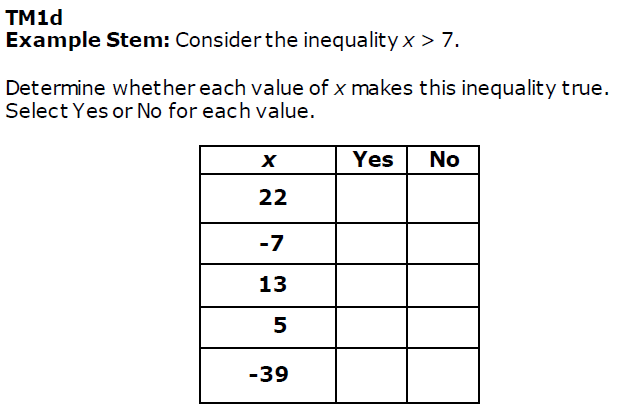 TM1d
Example Stem: Consider the inequality x > 7.
Determine whether each value of x makes this inequality true.
Select Yes or No for each value.
x Yes No
22
-7
13
5
-39